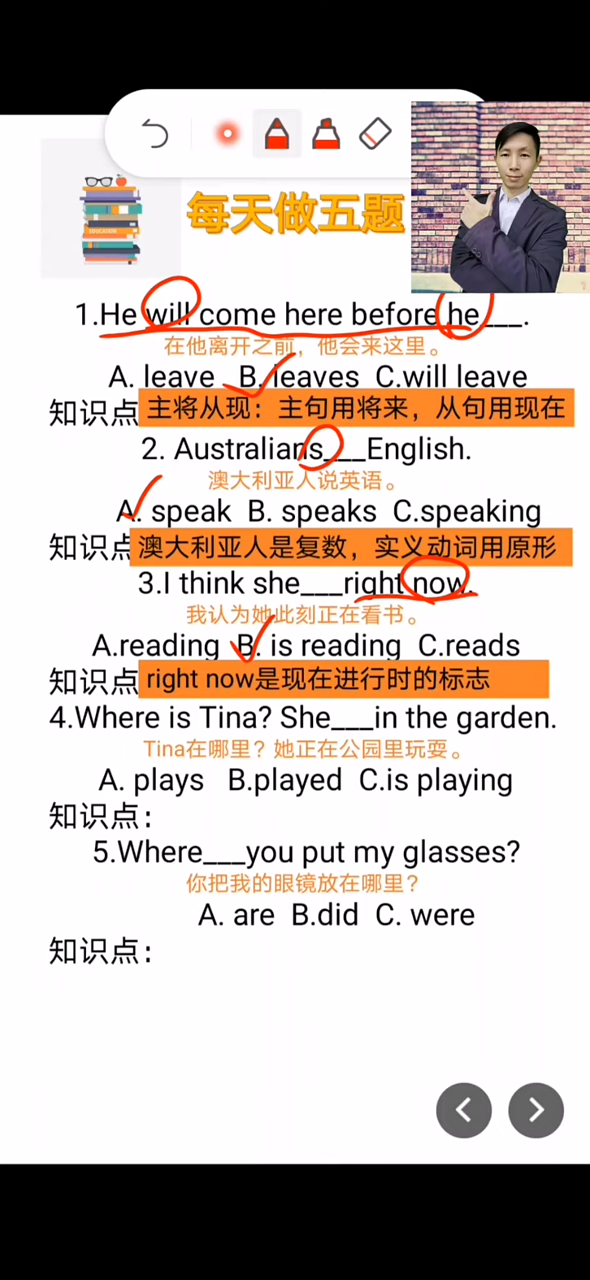 每天做五题
1.He will come here before he___.
在他离开之前，他会来这里。
A. leave B. leaves C.will leave
知识点 主将从现：主句用将来，从句用现在
2. Australians___English.
澳大利亚人说英语。
A. speak B. speaks C.speaking
知识点 澳大利亚人是复数，实义动词用原形
3.I think she___right now.
我认为她此刻正在看书。
A.reading B. is reading C.reads
知识点 right now是现在进行时的标志
4.Where is Tina? She___in the garden.
Tina在哪里？她正在公园里玩耍。
A. plays B.played C.is playing
知识点：
5.Where___you put my glasses?
你把我的眼镜放在哪里？
A. are B.did C. were
知识点：